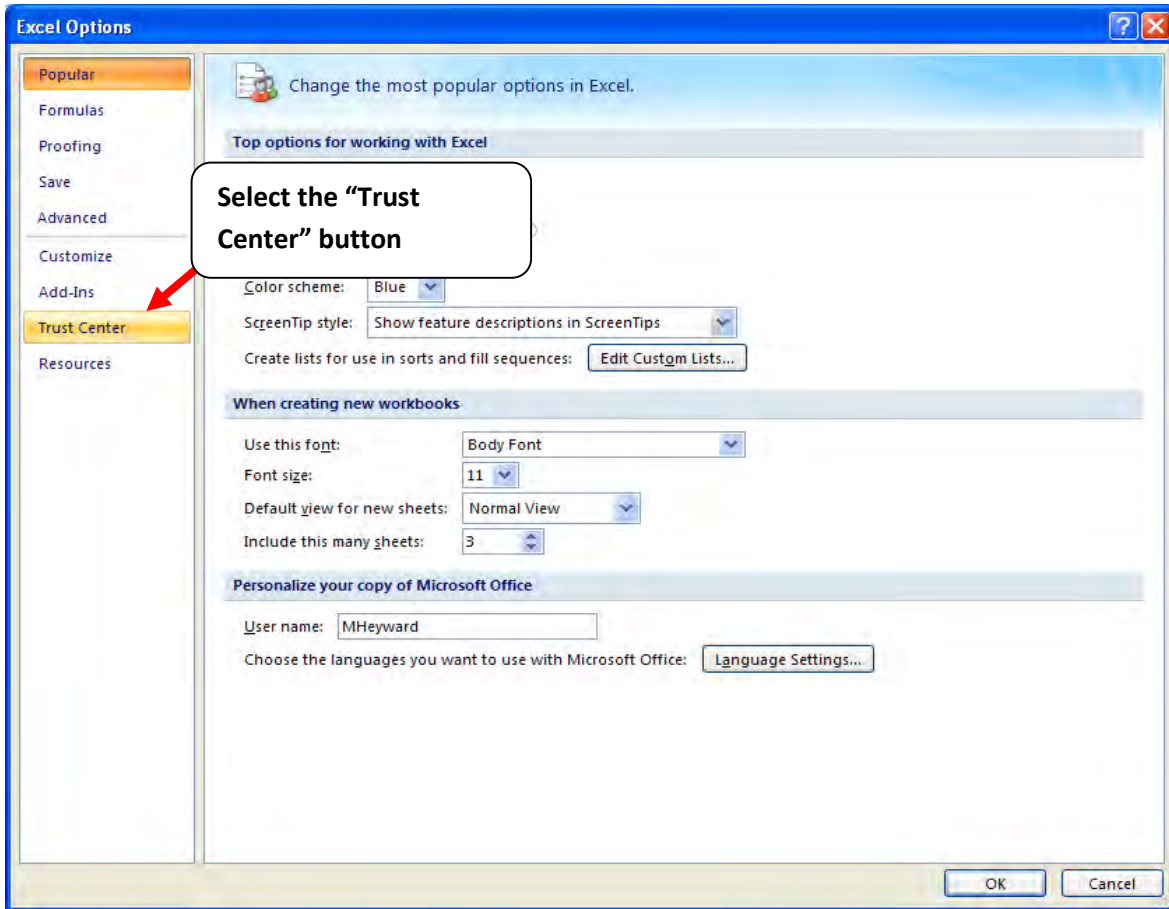 Excel Options
Popular
Formulas
Proofing
Save
Advanced
Customize
Add-Ins
Trust Center
Resources
Change the most popular options in Excel.
Top options for working with Excel
Select the “Trust
Center” button
Color scheme: Blue
ScreenTip style: Show feature descriptions in ScreenTips
Create lists for use in sorts and fill sequences: Edit Custom Lists...
When creating new workbooks
Use this font: Body Font
Font size: 11
Default view for new sheets: Normal View
Include this many sheets: 3
Personalize your copy of Microsoft Office
User name: MHeyward
Choose the languages you want to use with Microsoft Office: Language Settings...
OK Cancel